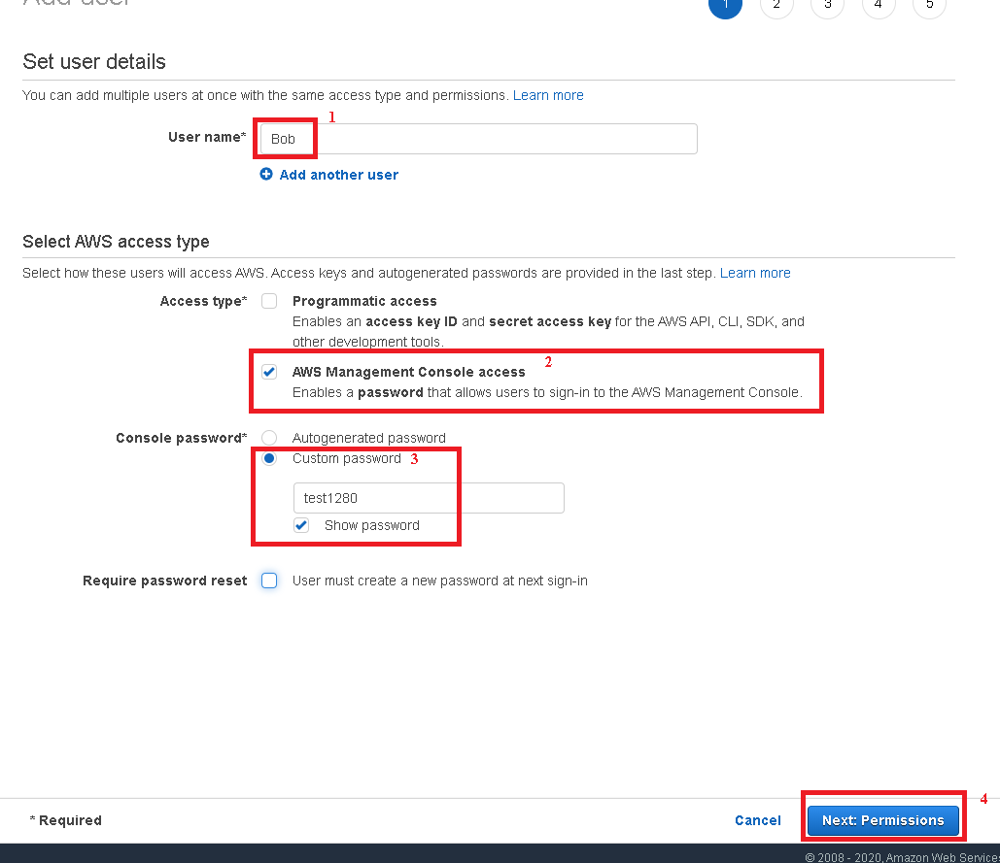 Add user
1 2 3 4 5
Set user details
You can add multiple users at once with the same access type and permissions. Learn more
1
User name* Bob
Add another user
Select AWS access type
Select how these users will access AWS. Access keys and autogenerated passwords are provided in the last step. Learn more
Access type* Programmatic access
Enables an access key ID and secret access key for the AWS API, CLI, SDK, and
other development tools.
AWS Management Console access 2
Enables a password that allows users to sign-in to the AWS Management Console.
Console password* Autogenerated password
Custom password 3
test1280
Show password
Require password reset User must create a new password at next sign-in
4
* Required Cancel Next: Permissions
© 2008 - 2020, Amazon Web Services